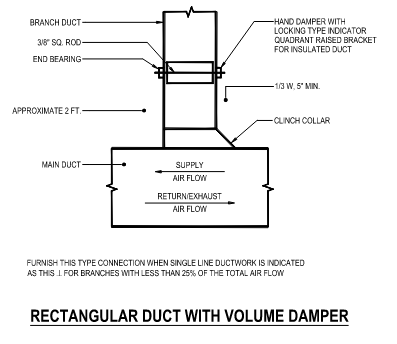 BRANCH DUCT
3/8" SQ. ROD
END BEARING
APPROXIMATE 2 FT.
MAIN DUCT
HAND DAMPER WITH
LOCKING TYPE INDICATOR
QUADRANT RAISED BRACKET
FOR INSULATED DUCT
1/3 W, 5" MIN.
CLINCH COLLAR
SUPPLY
AIR FLOW
RETURN/EXHAUST
AIR FLOW
FURNISH THIS TYPE CONNECTION WHEN SINGLE LINE DUCTWORK IS INDICATED
AS THIS ⊥ FOR BRANCHES WITH LESS THAN 25% OF THE TOTAL AIR FLOW
RECTANGULAR DUCT WITH VOLUME DAMPER